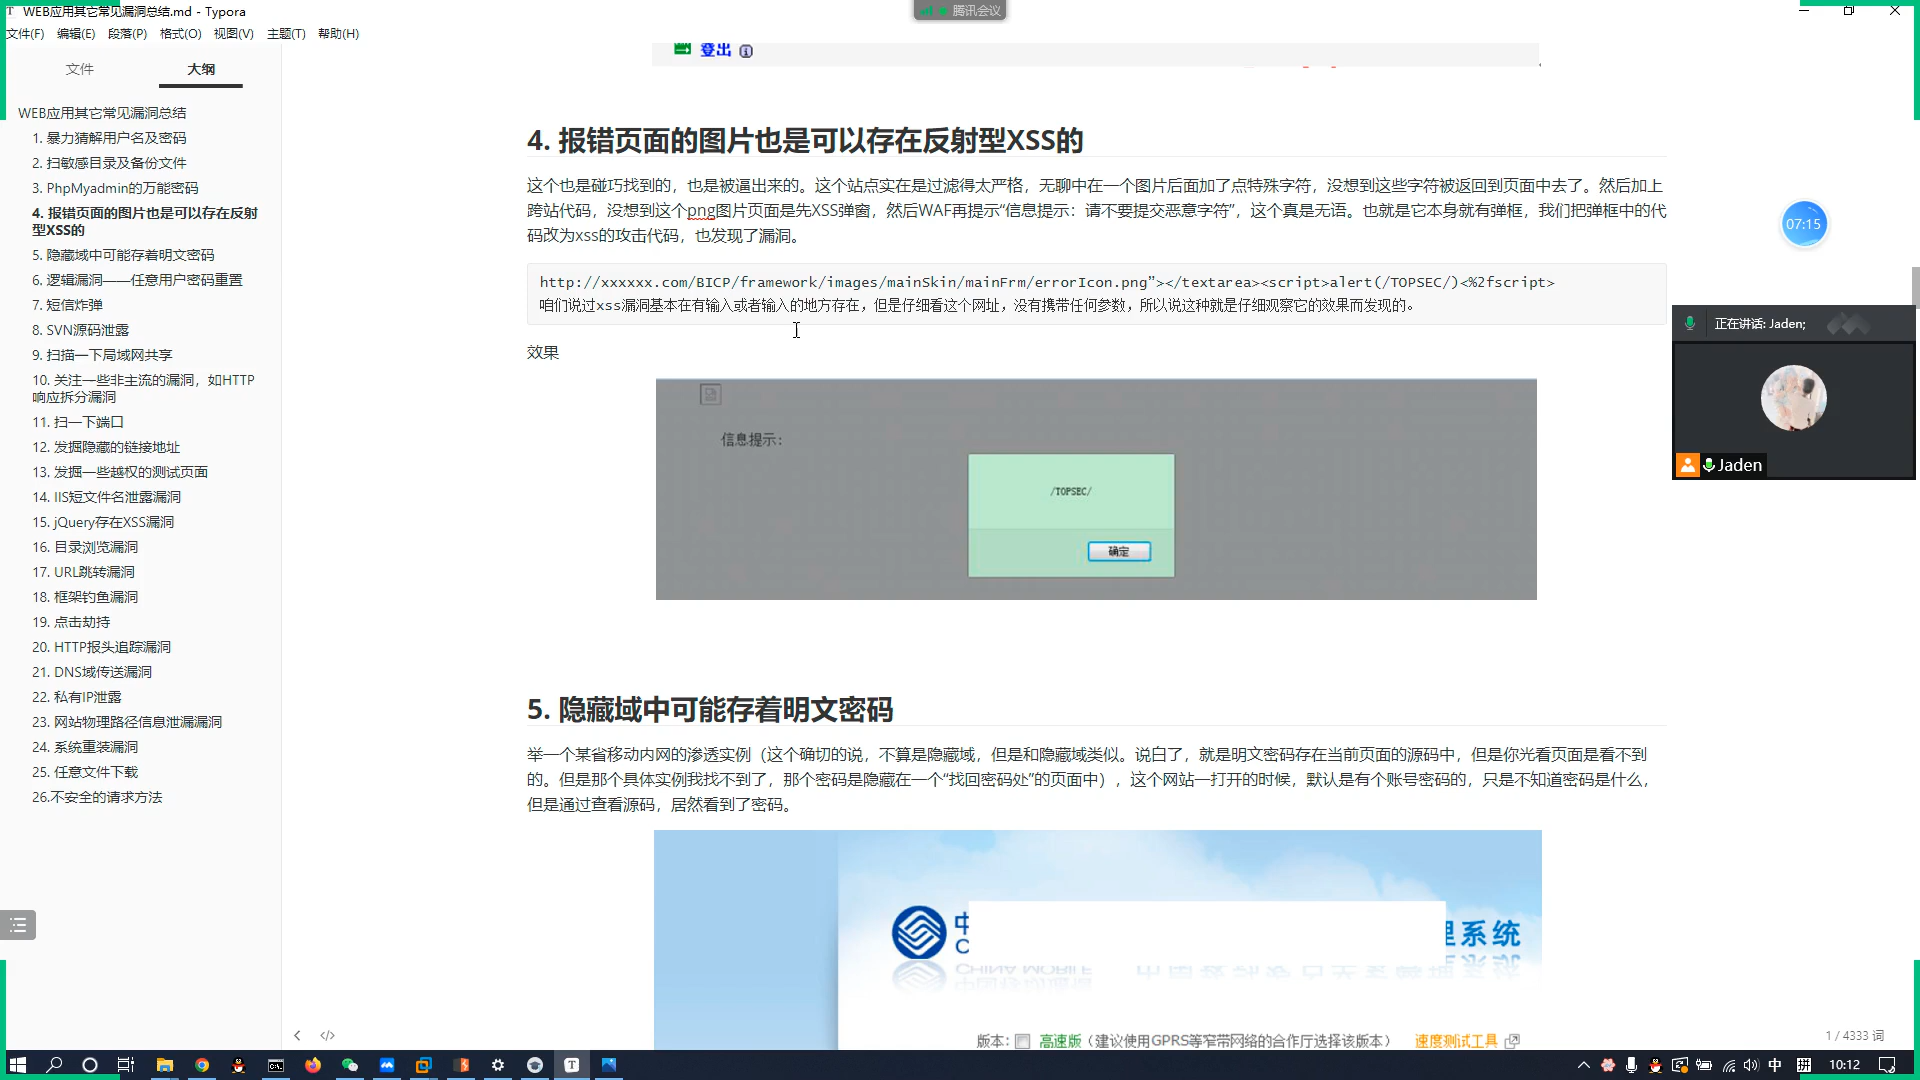 WEB应用其它常见漏洞总结.md - Typora
腾讯会议
文件(F) 编辑(E) 段落(P) 格式(O) 视图(V) 主题(T) 帮助(H)
文件 大纲
WEB应用其它常见漏洞总结
1. 暴力猜解用户名及密码
2. 扫敏感目录及备份文件
3. PhpMyadmin的万能密码
4. 报错页面的图片也是可以存在反射
型XSS的
5. 隐藏域中可能存着明文密码
6. 逻辑漏洞——任意用户密码重置
7. 短信炸弹
8. SVN源码泄露
9. 扫描一下局域网共享
10. 关注一些非主流的漏洞，如HTTP
响应拆分漏洞
11. 扫一下端口
12. 发掘隐藏的链接地址
13. 发掘一些越权的测试页面
14. IIS短文件名泄露漏洞
15. jQuery存在XSS漏洞
16. 目录浏览漏洞
17. URL跳转漏洞
18. 框架钓鱼漏洞
19. 点击劫持
20. HTTP报头追踪漏洞
21. DNS域传送漏洞
22. 私有IP泄露
23. 网站物理路径信息泄漏漏洞
24. 系统重装漏洞
25. 任意文件下载
26.不安全的请求方法
登出
4. 报错页面的图片也是可以存在反射型XSS的
这个也是碰巧找到的，也是被逼出来的。这个站点实在是过滤得太严格，无聊中在一个图片后面加了点特殊字符，没想到这些字符被返回到页面中去了。然后加上
跨站代码，没想到这个png图片页面是先XSS弹窗，然后WAF再提示“信息提示：请不要提交恶意字符”，这个真是无语。也就是它本身就有弹框，我们把弹框中的代
码改为xss的攻击代码，也发现了漏洞。
http://xxxxxx.com/BICP/framework/images/mainSkin/mainFrm/errorIcon.png”></textarea><script>alert(/TOPSEC/)<%2fscript>
咱们说过xss漏洞基本在有输入或者输入的地方存在，但是仔细看这个网址，没有携带任何参数，所以说这种就是仔细观察它的效果而发现的。
效果
信息提示：
/TOPSEC/
确定
5. 隐藏域中可能存着明文密码
举一个某省移动内网的渗透实例（这个确切的说，不算是隐藏域，但是和隐藏域类似。说白了，就是明文密码存在当前页面的源码中，但是你光看页面是看不到
的。但是那个具体实例我找不到了，那个密码是隐藏在一个“找回密码处”的页面中），这个网站一打开的时候，默认是有个账号密码的，只是不知道密码是什么，
但是通过查看源码，居然看到了密码。
系统
版本： 高速版（建议使用GPRS等窄带网络的合作厅选择该版本） 速度测试工具
07:15
正在讲话: Jaden;
Jaden
1 / 4333 词
中
拼
10:12